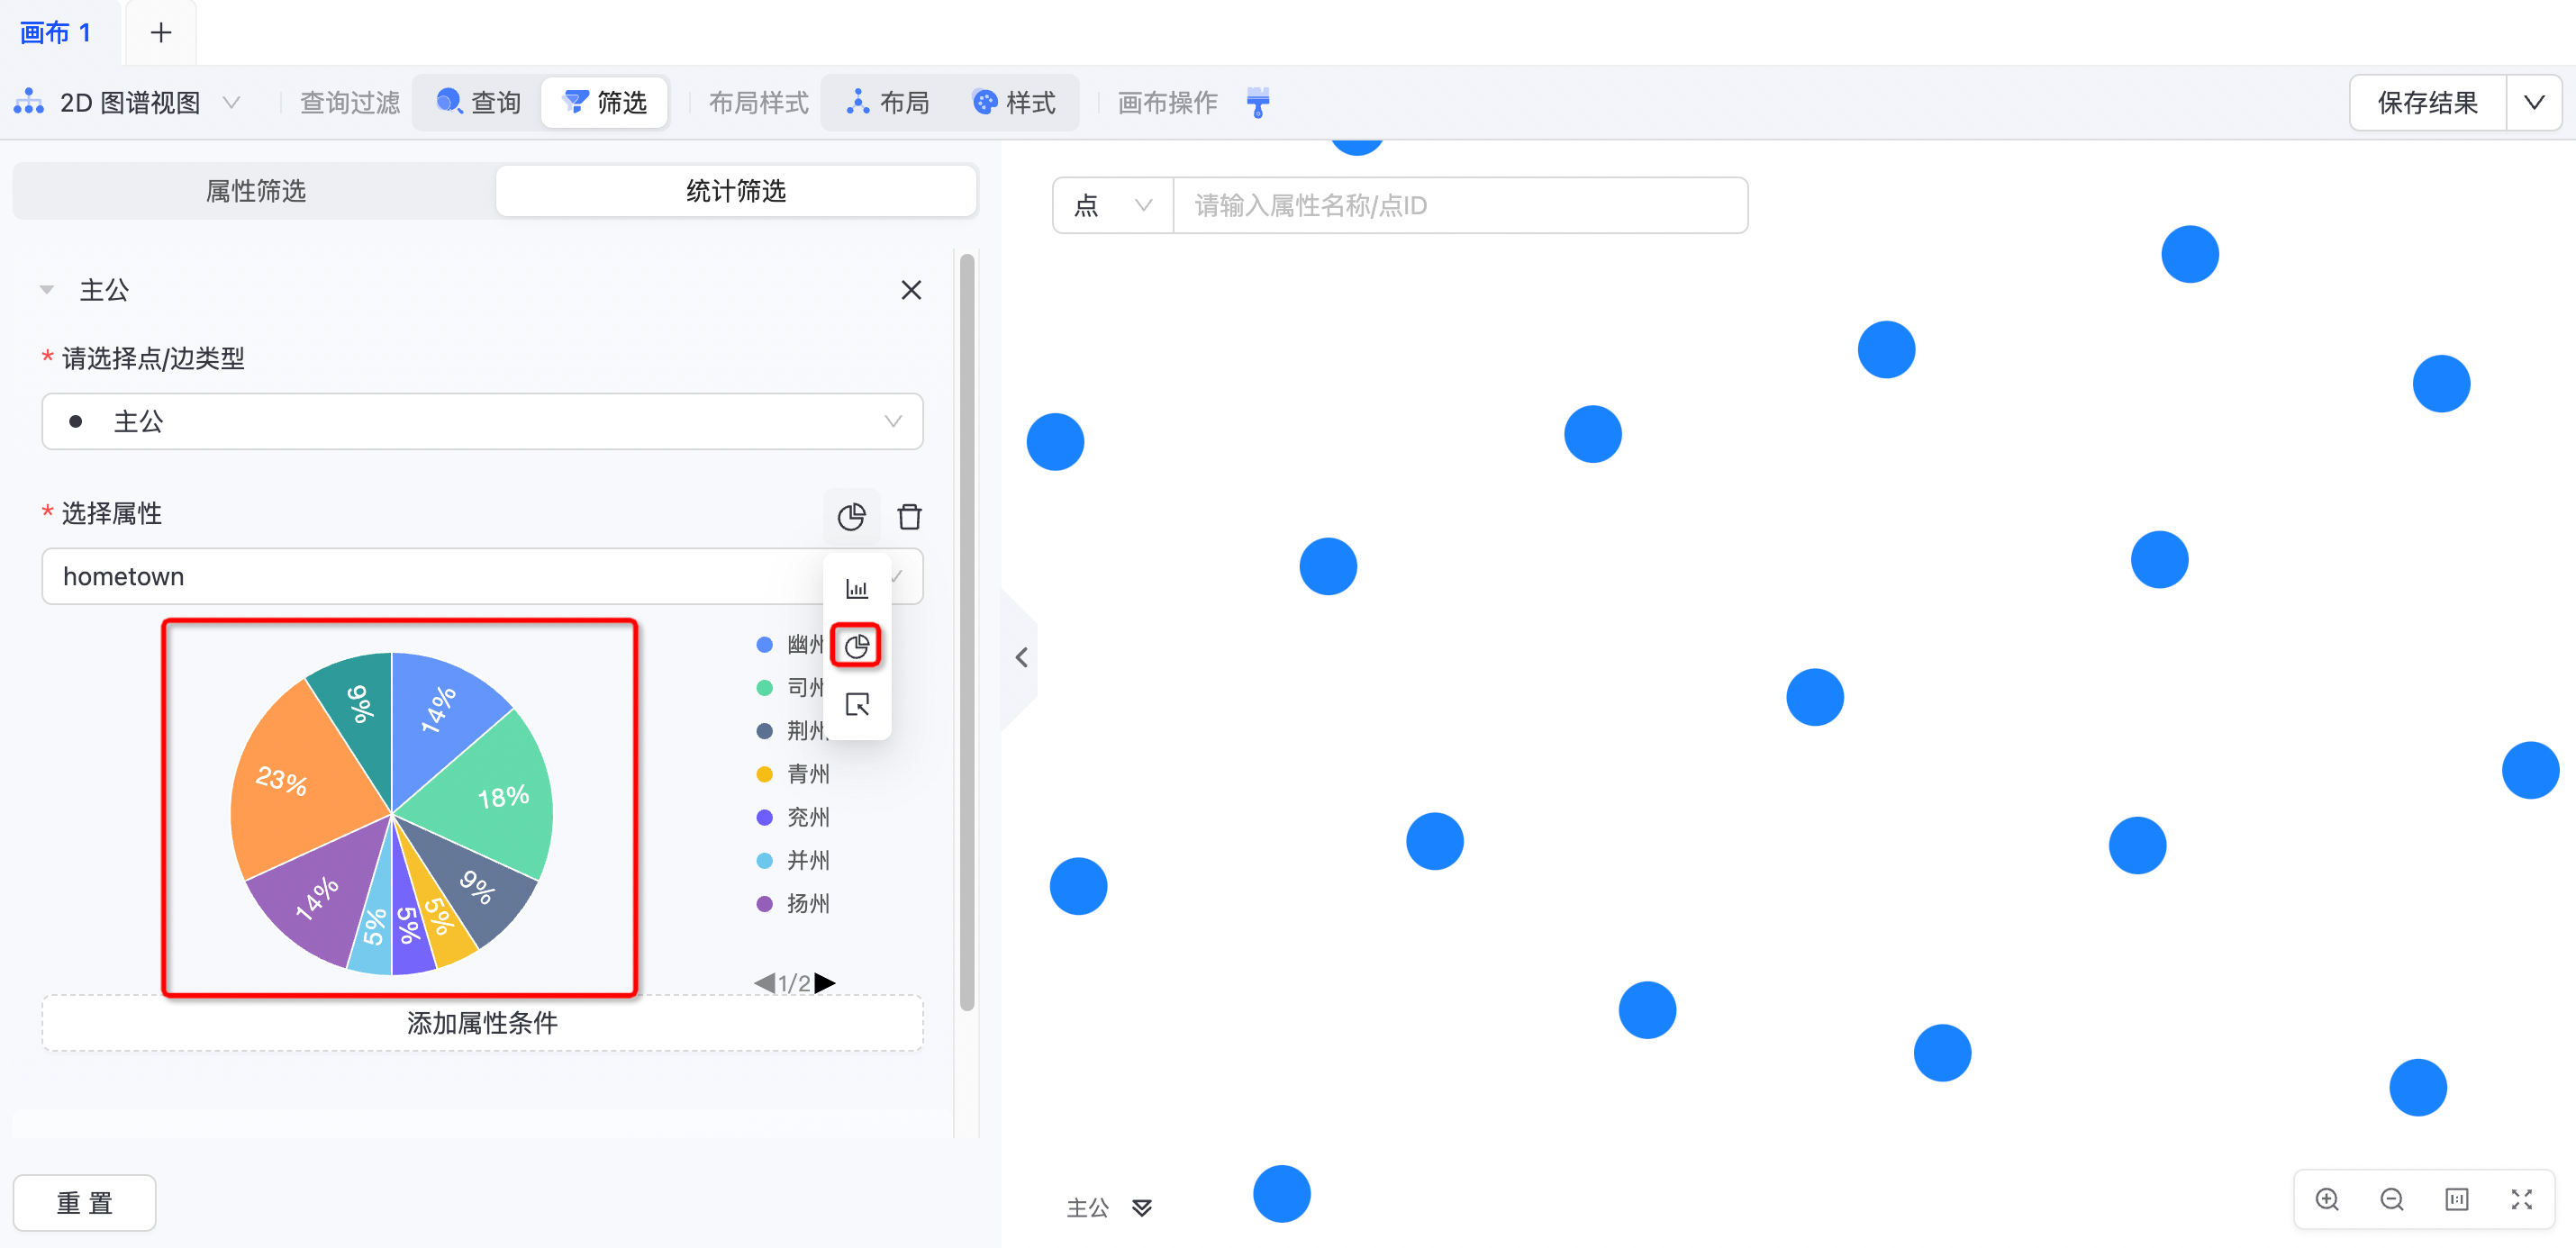 画布 1
2D 图谱视图 查询过滤 查询 筛选 布局样式 布局 样式 画布操作 保存结果
属性筛选 统计筛选
点 请输入属性名称/点ID
主公
* 请选择点/边类型
主公
* 选择属性
hometown
幽州
司州
荆州
青州
兖州
并州
扬州
1/2
14%
18%
9%
5%
5%
5%
14%
23%
9%
添加属性条件
重 置
主公
1:1